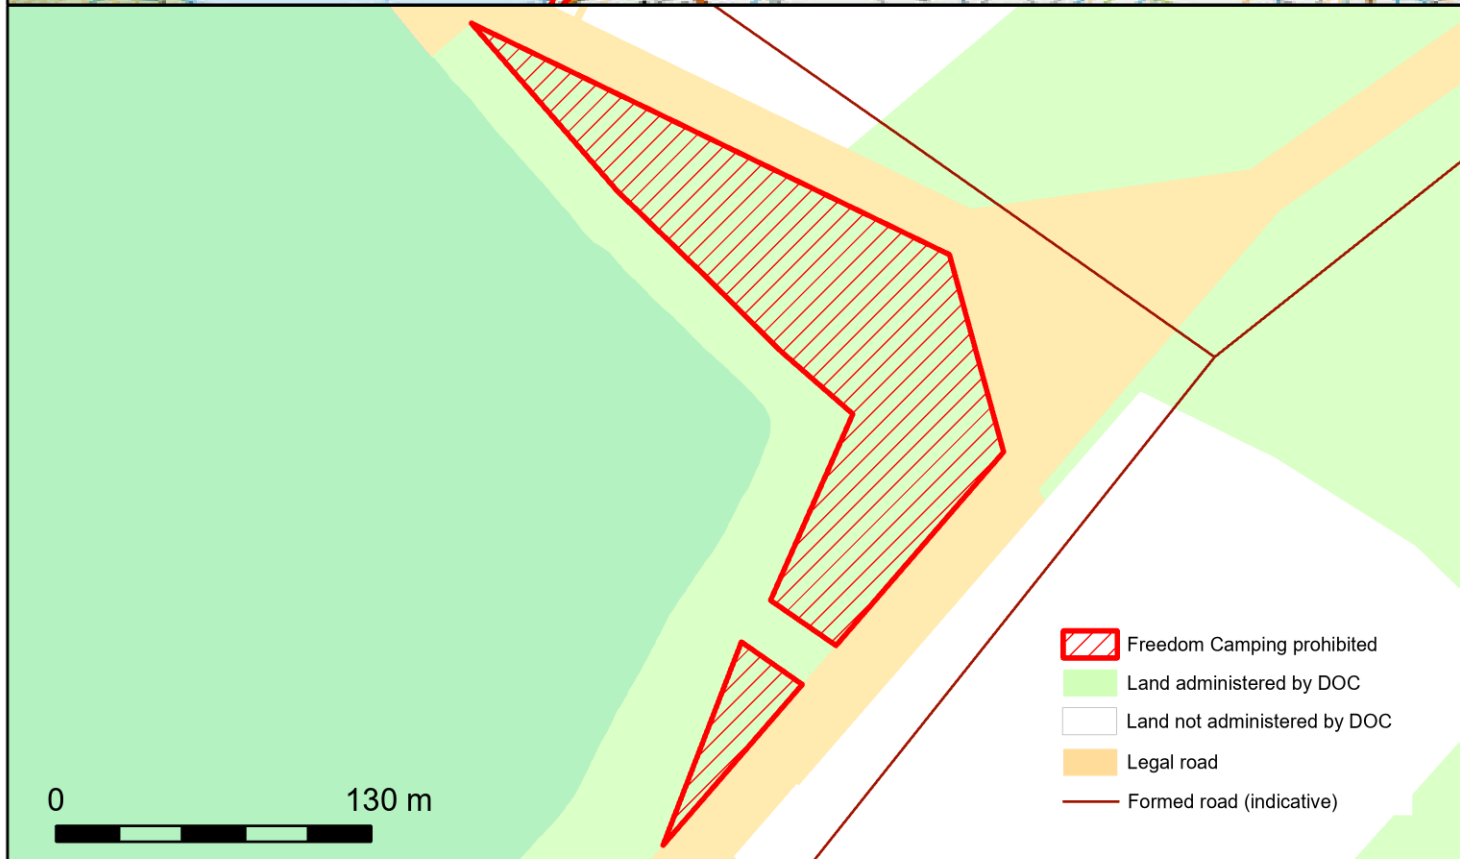 Freedom Camping prohibited
Land administered by DOC
Land not administered by DOC
Legal road
Formed road (indicative)
0 130 m